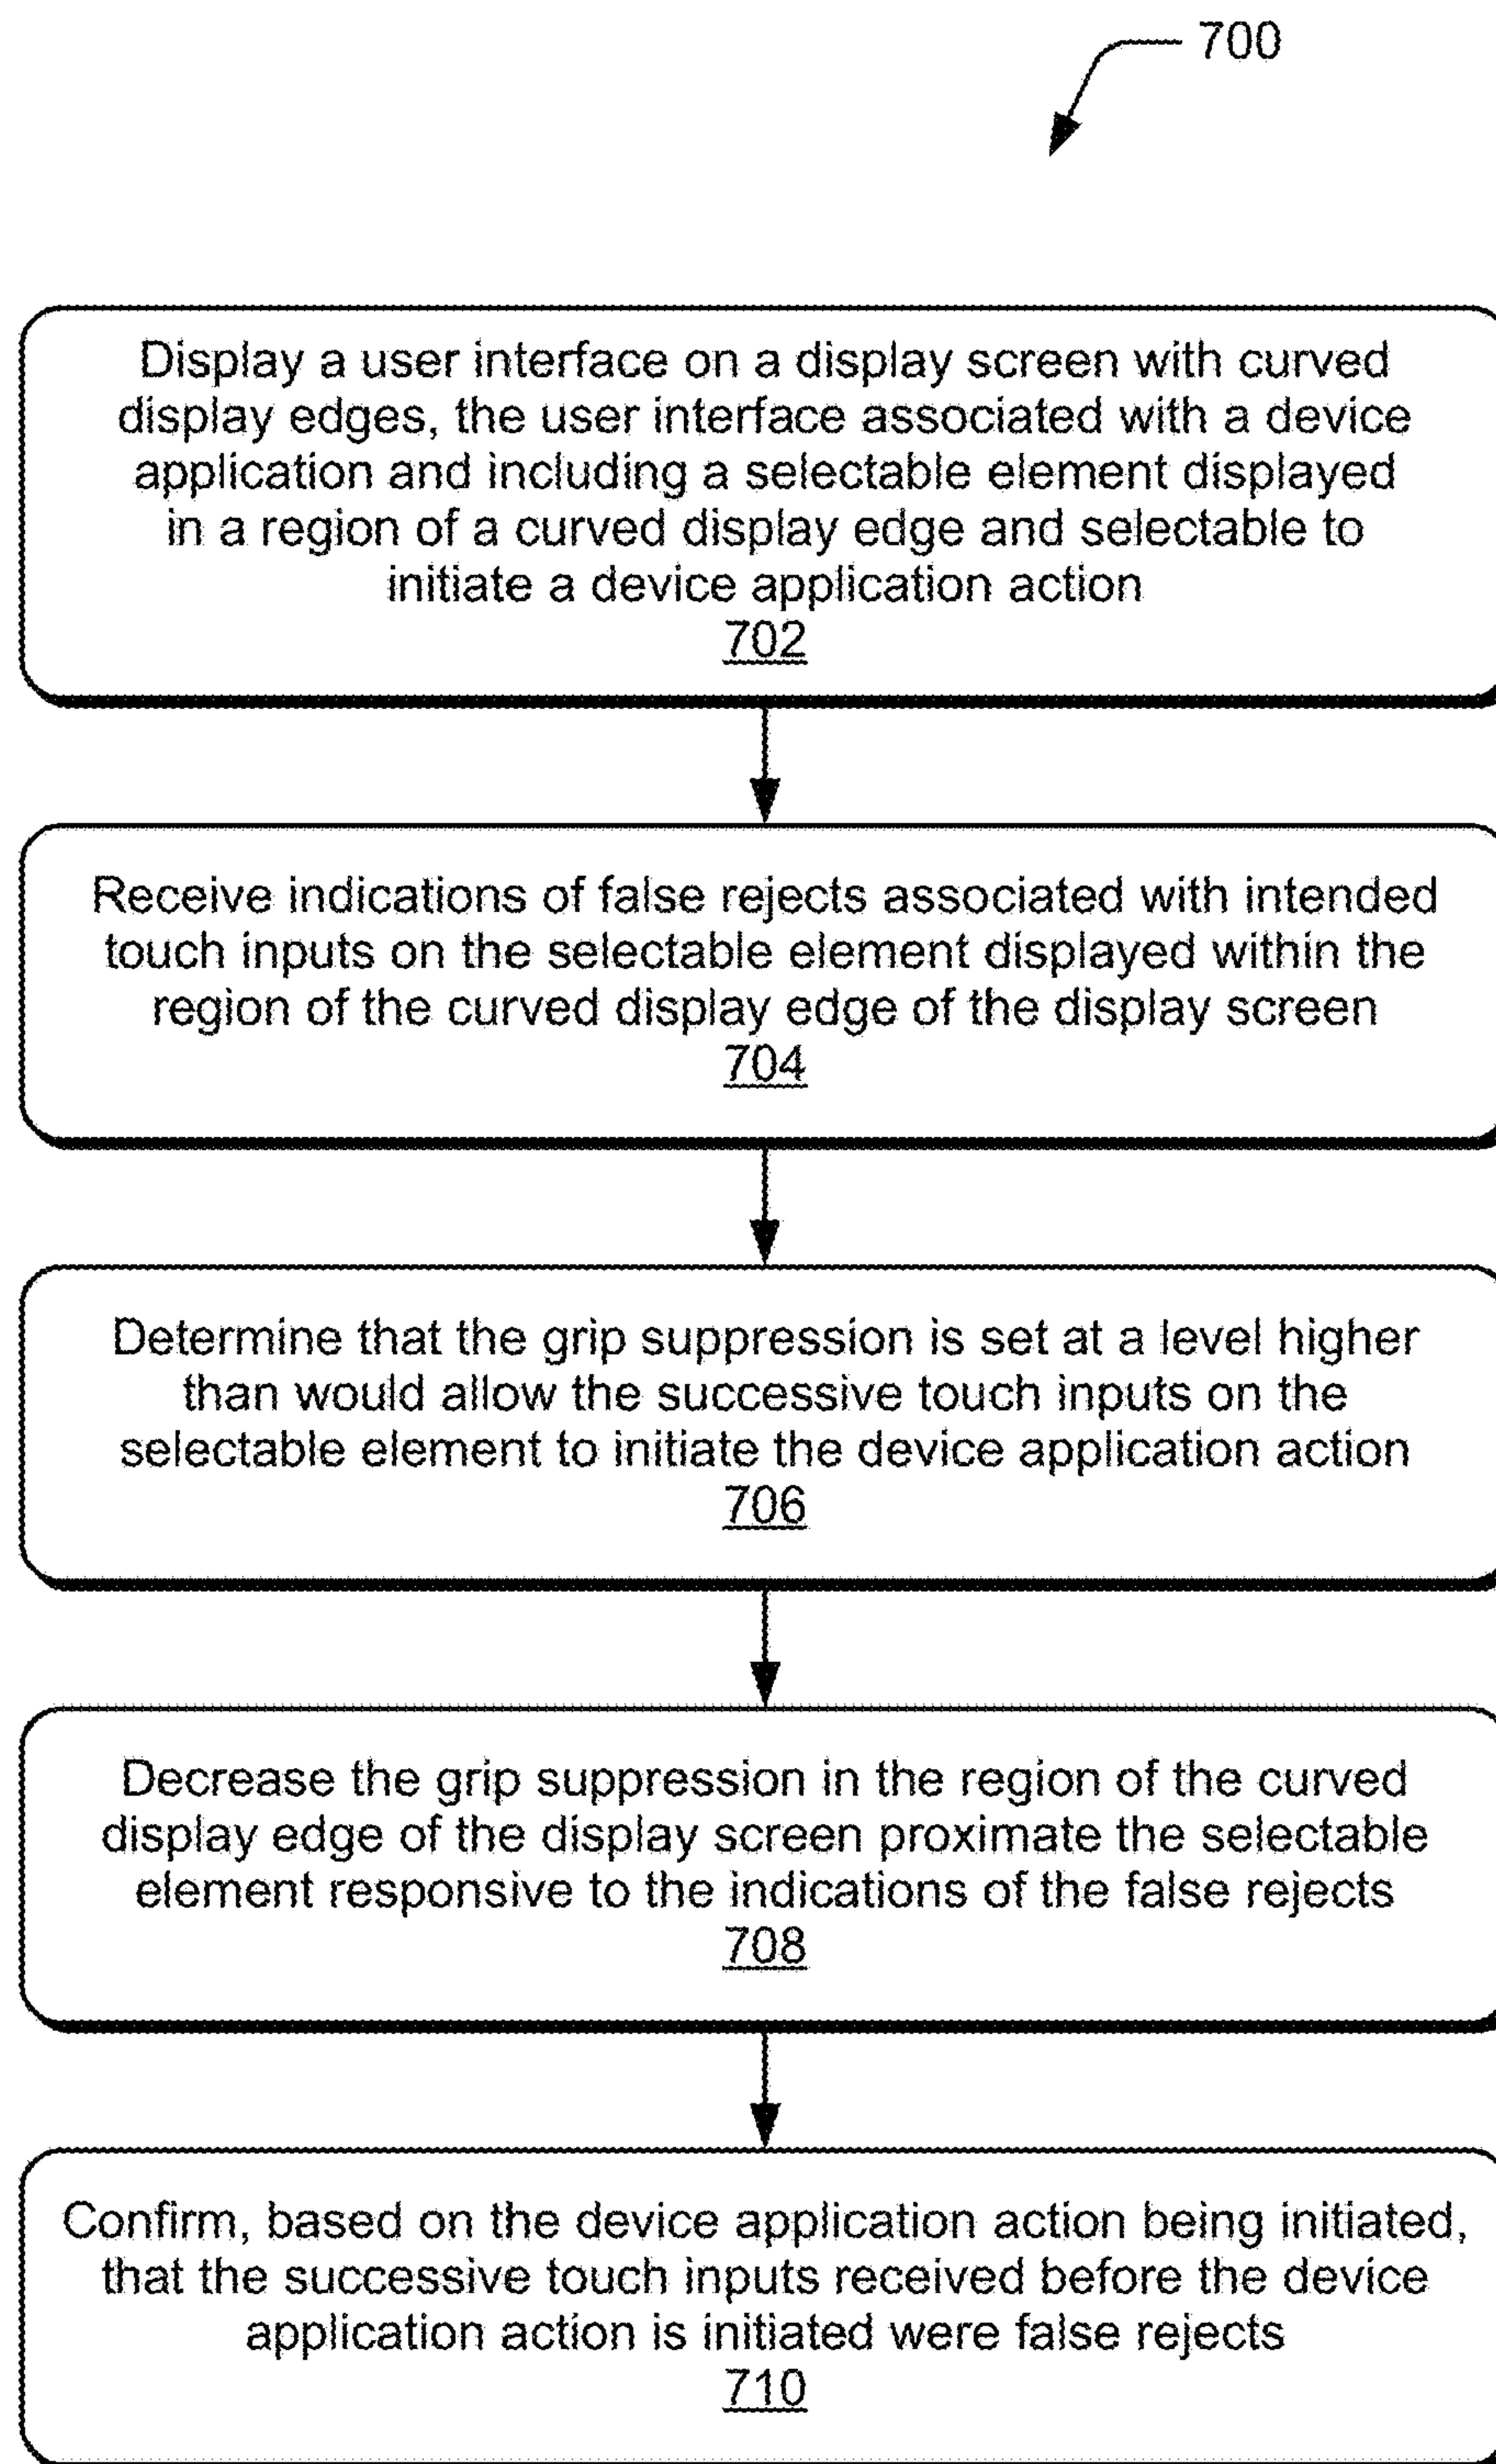 700
Display a user interface on a display screen with curved
display edges, the user interface associated with a device
application and including a selectable element displayed
in a region of a curved display edge and selectable to
initiate a device application action
702
Receive indications of false rejects associated with intended
touch inputs on the selectable element displayed within the
region of the curved display edge of the display screen
704
Determine that the grip suppression is set at a level higher
than would allow the successive touch inputs on the
selectable element to initiate the device application action
706
Decrease the grip suppression in the region of the curved
display edge of the display screen proximate the selectable
element responsive to the indications of the false rejects
708
Confirm, based on the device application action being initiated,
that the successive touch inputs received before the device
application action is initiated were false rejects
710